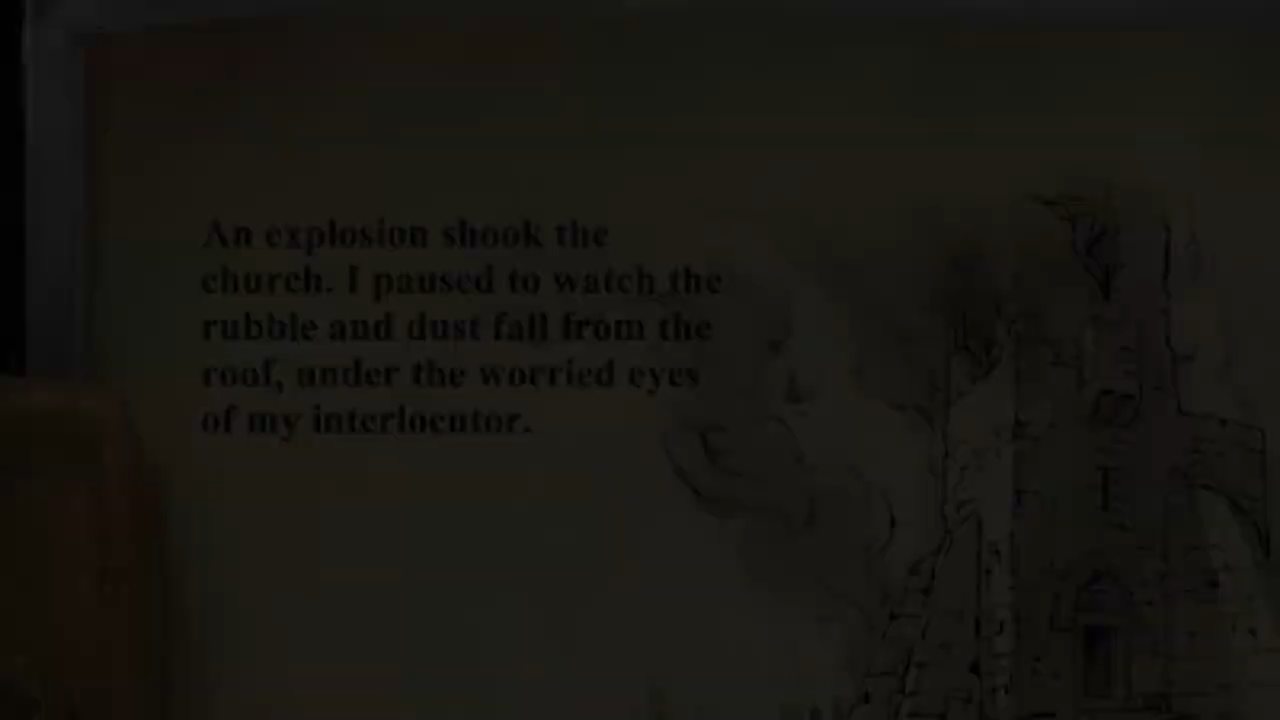 An explosion shook the
church. I paused to watch the
rubble and dust fall from the
roof, under the worried eyes
of my interlocutor.